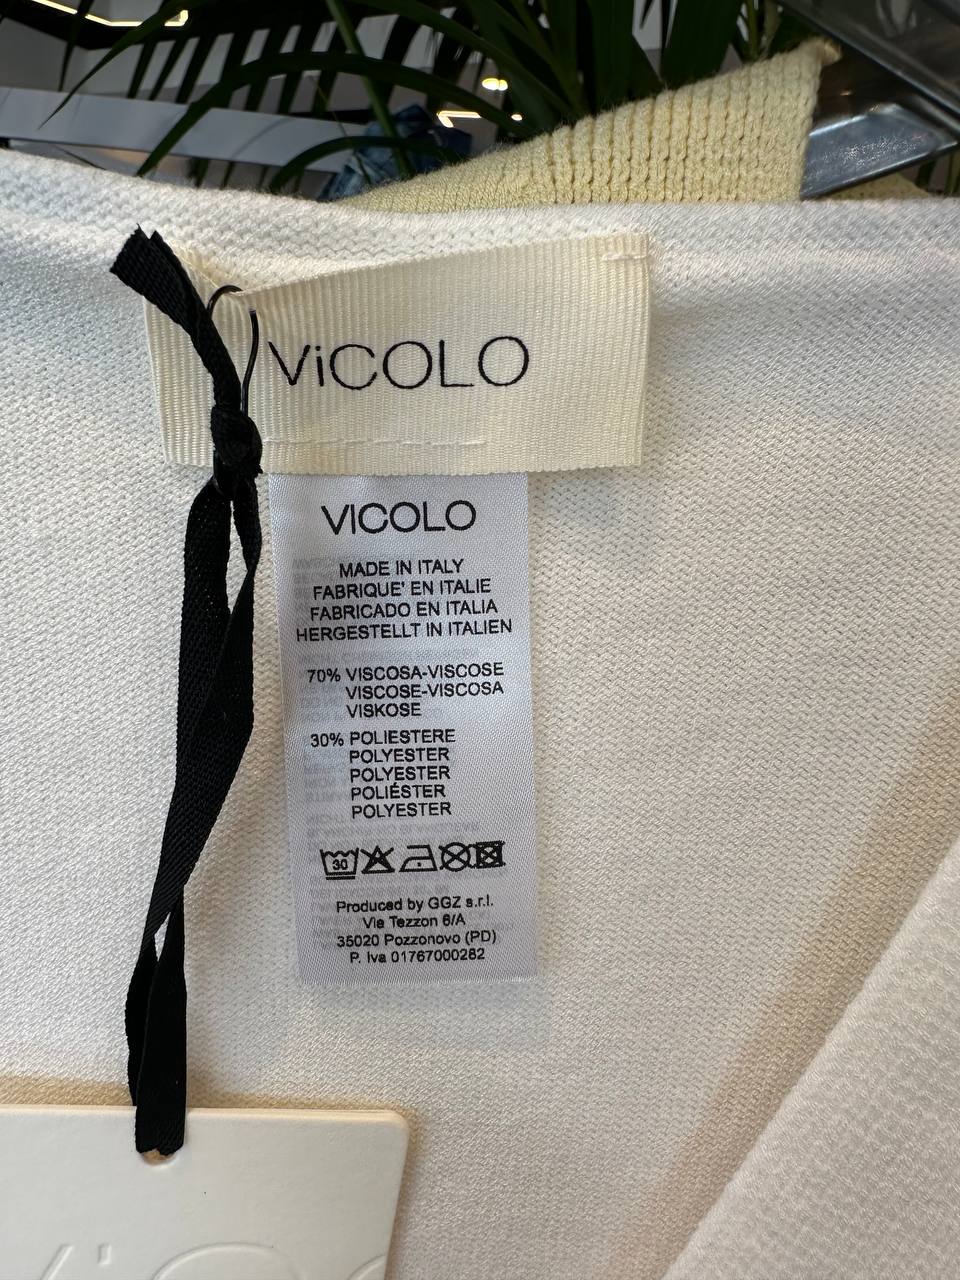 ViCOLO
VICOLO
MADE IN ITALY
FABRIQUE' EN ITALIE
FABRICADO EN ITALIA
HERGESTELLT IN ITALIEN
70% VISCOSA-VISCOSE
VISCOSE-VISCOSA
VISKOSE
30% POLIESTERE
POLYESTER
POLYESTER
POLIÉSTER
POLYESTER
30
Produced by GGZ s.r.l.
Via Tezzon 6/A
35020 Pozzonovo (PD)
P. Iva 01767000282